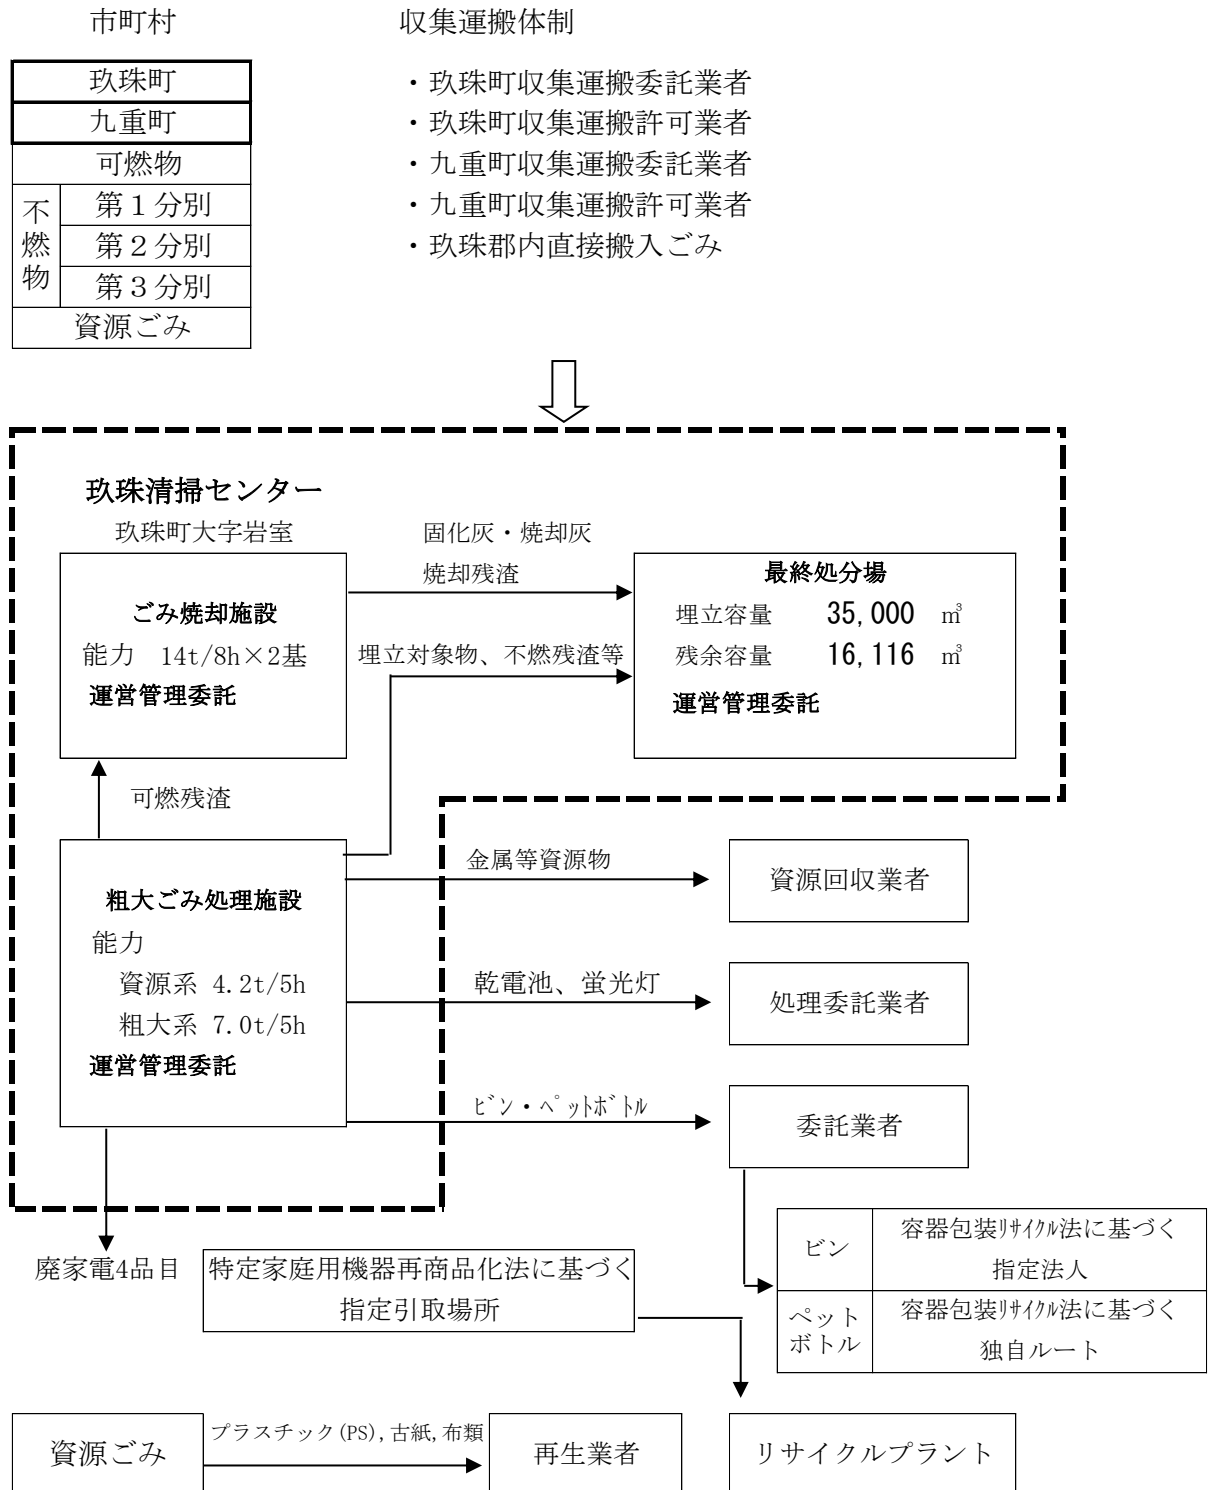 市町村
収集運搬体制
玖珠町
九重町
可燃物
不燃物
第１分別
第２分別
第３分別
資源ごみ
・玖珠町収集運搬委託業者
・玖珠町収集運搬許可業者
・九重町収集運搬委託業者
・九重町収集運搬許可業者
・玖珠郡内直接搬入ごみ
玖珠清掃センター
玖珠町大字岩室
ごみ焼却施設
能力 14t/8h×2基
運営管理委託
固化灰・焼却灰
焼却残渣
埋立対象物、不燃残渣等
最終処分場
埋立容量 35,000 ㎥
残余容量 16,116 ㎥
運営管理委託
可燃残渣
粗大ごみ処理施設
能力
資源系 4.2t/5h
粗大系 7.0t/5h
運営管理委託
金属等資源物
資源回収業者
乾電池、蛍光灯
処理委託業者
ﾋﾞﾝ・ﾍﾟｯﾄﾎﾞﾄﾙ
委託業者
ビン
容器包装ﾘｻｲｸﾙ法に基づく
指定法人
ペット
ボトル
容器包装ﾘｻｲｸﾙ法に基づく
独自ルート
廃家電4品目
特定家庭用機器再商品化法に基づく
指定引取場所
資源ごみ
プラスチック(PS),古紙,布類
再生業者
リサイクルプラント